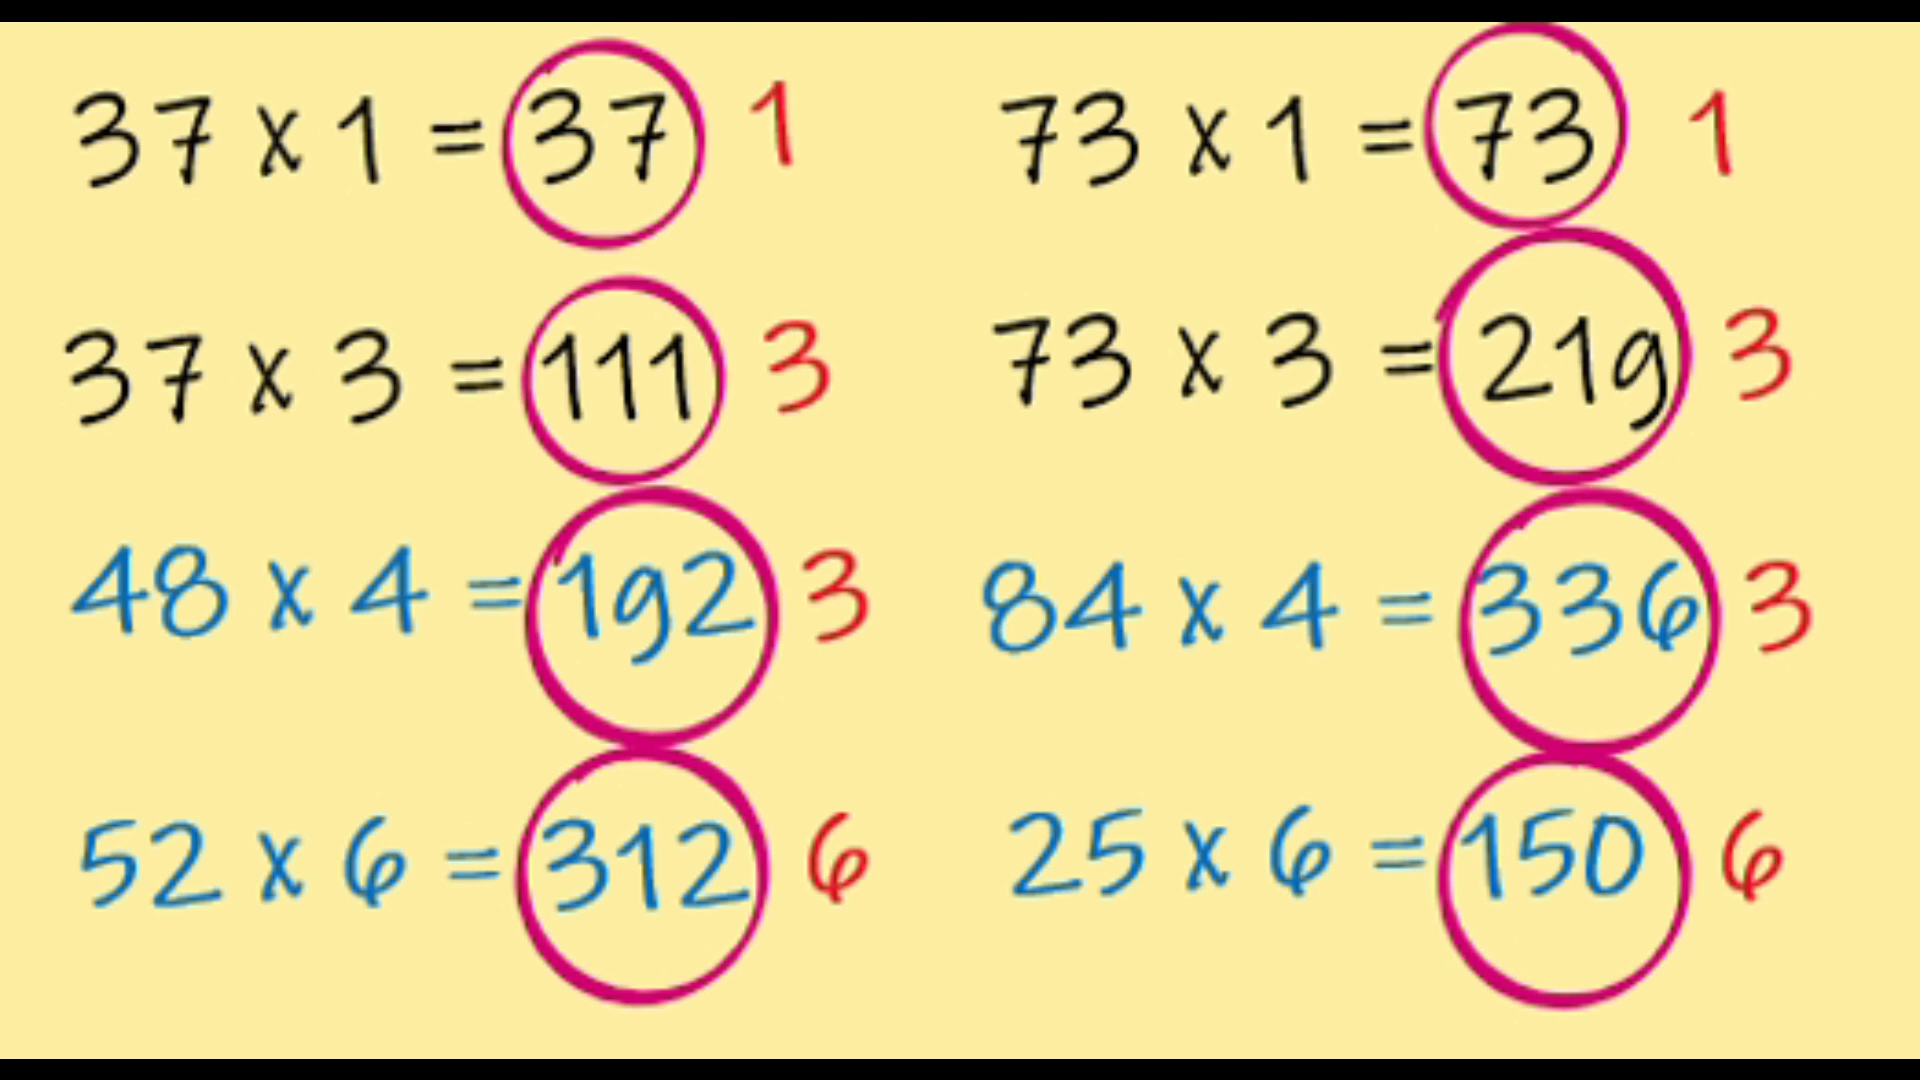 37 x 1 = 37 1
73 x 1 = 73 1
37 x 3 = 111 3
73 x 3 = 219 3
48 x 4 = 192 3
84 x 4 = 336 3
52 x 6 = 312 6
25 x 6 = 150 6